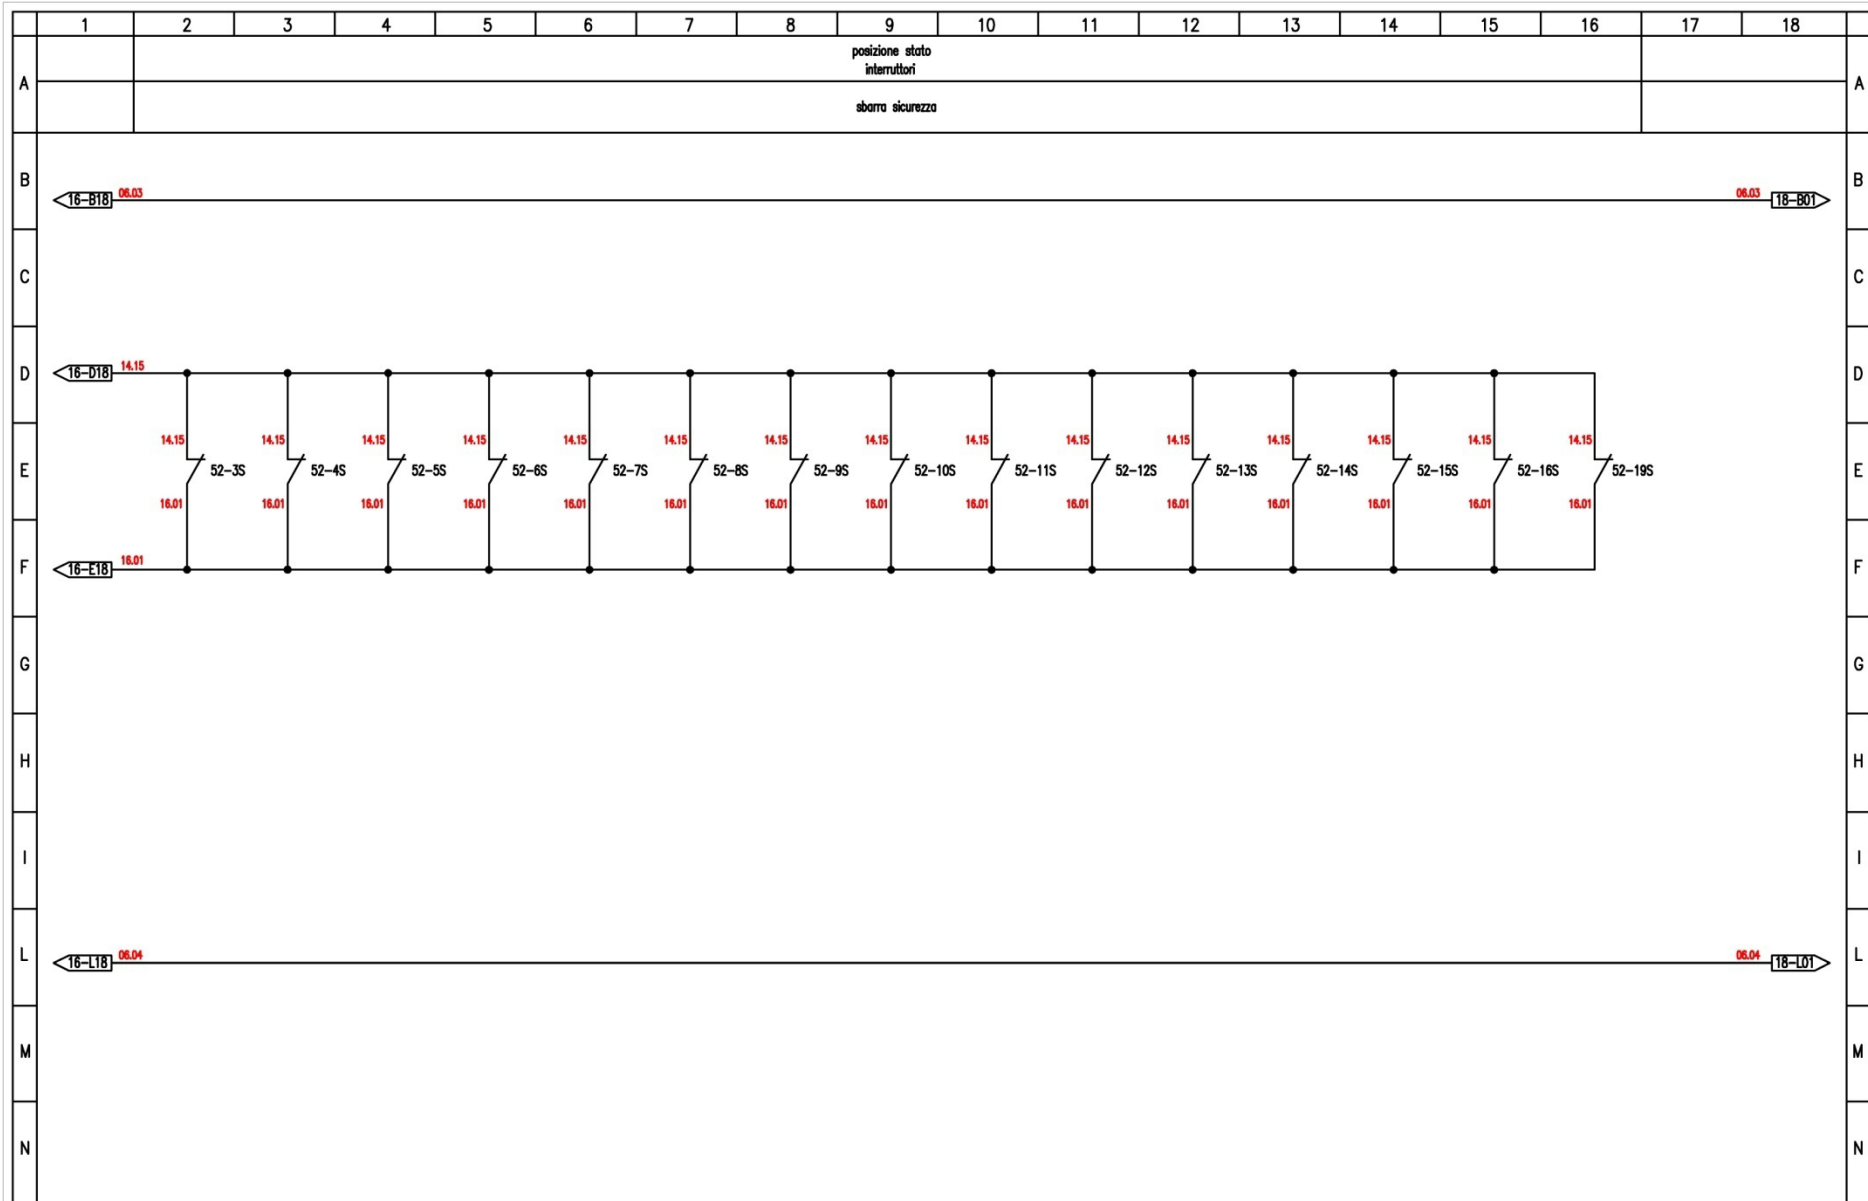 1 2 3 4 5 6 7 8 9 10 11 12 13 14 15 16 17 18
posizione stato
interruttori
A A
sbarra sicurezza
B B
16-B18 06.03 06.03 18-B01
C C
D 16-D18 14.15 D
14.15 14.15 14.15 14.15 14.15 14.15 14.15 14.15 14.15 14.15 14.15 14.15 14.15 14.15 14.15
E 52-3S 52-4S 52-5S 52-6S 52-7S 52-8S 52-9S 52-10S 52-11S 52-12S 52-13S 52-14S 52-15S 52-16S 52-19S E
16.01 16.01 16.01 16.01 16.01 16.01 16.01 16.01 16.01 16.01 16.01 16.01 16.01 16.01 16.01
F 16-E18 16.01 F
G G
H H
I I
L 16-L18 06.04 06.04 18-L01 L
M M
N N